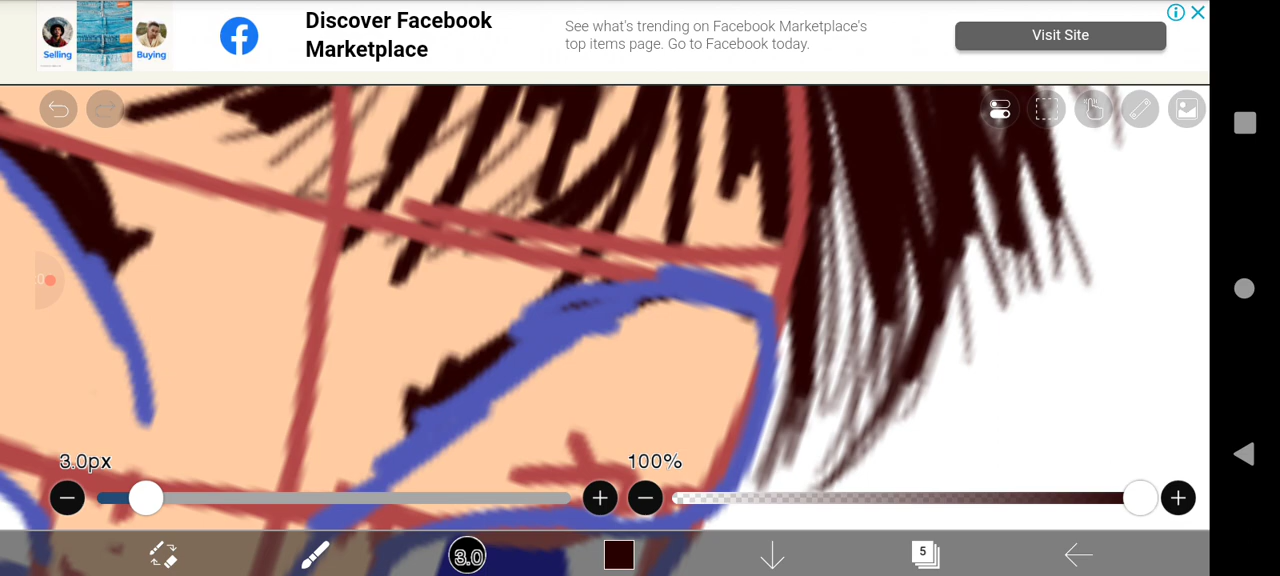 Discover Facebook
Marketplace
See what's trending on Facebook Marketplace's
top items page. Go to Facebook today.
Visit Site
Selling
Buying
3.0px
100%
3.0
5